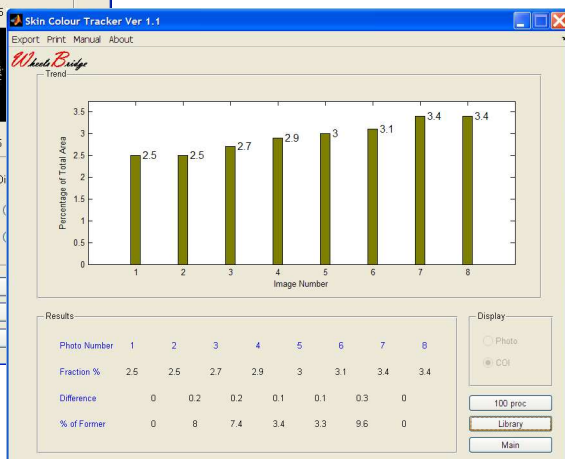 Skin Colour Tracker Ver 1.1
Export Print Manual About
Wheels Bridge
Trend
3.5
3
2.5
2
1.5
1
0.5
0
Percentage of Total Area
2.5 2.5 2.7 2.9 3 3.1 3.4 3.4
1 2 3 4 5 6 7 8
Image Number
Results
Photo Number 1 2 3 4 5 6 7 8
Fraction % 2.5 2.5 2.7 2.9 3 3.1 3.4 3.4
Difference 0 0.2 0.2 0.1 0.1 0.3 0
% of Former 0 8 7.4 3.4 3.3 9.6 0
Display
Photo
COI
100 proc
Library
Main